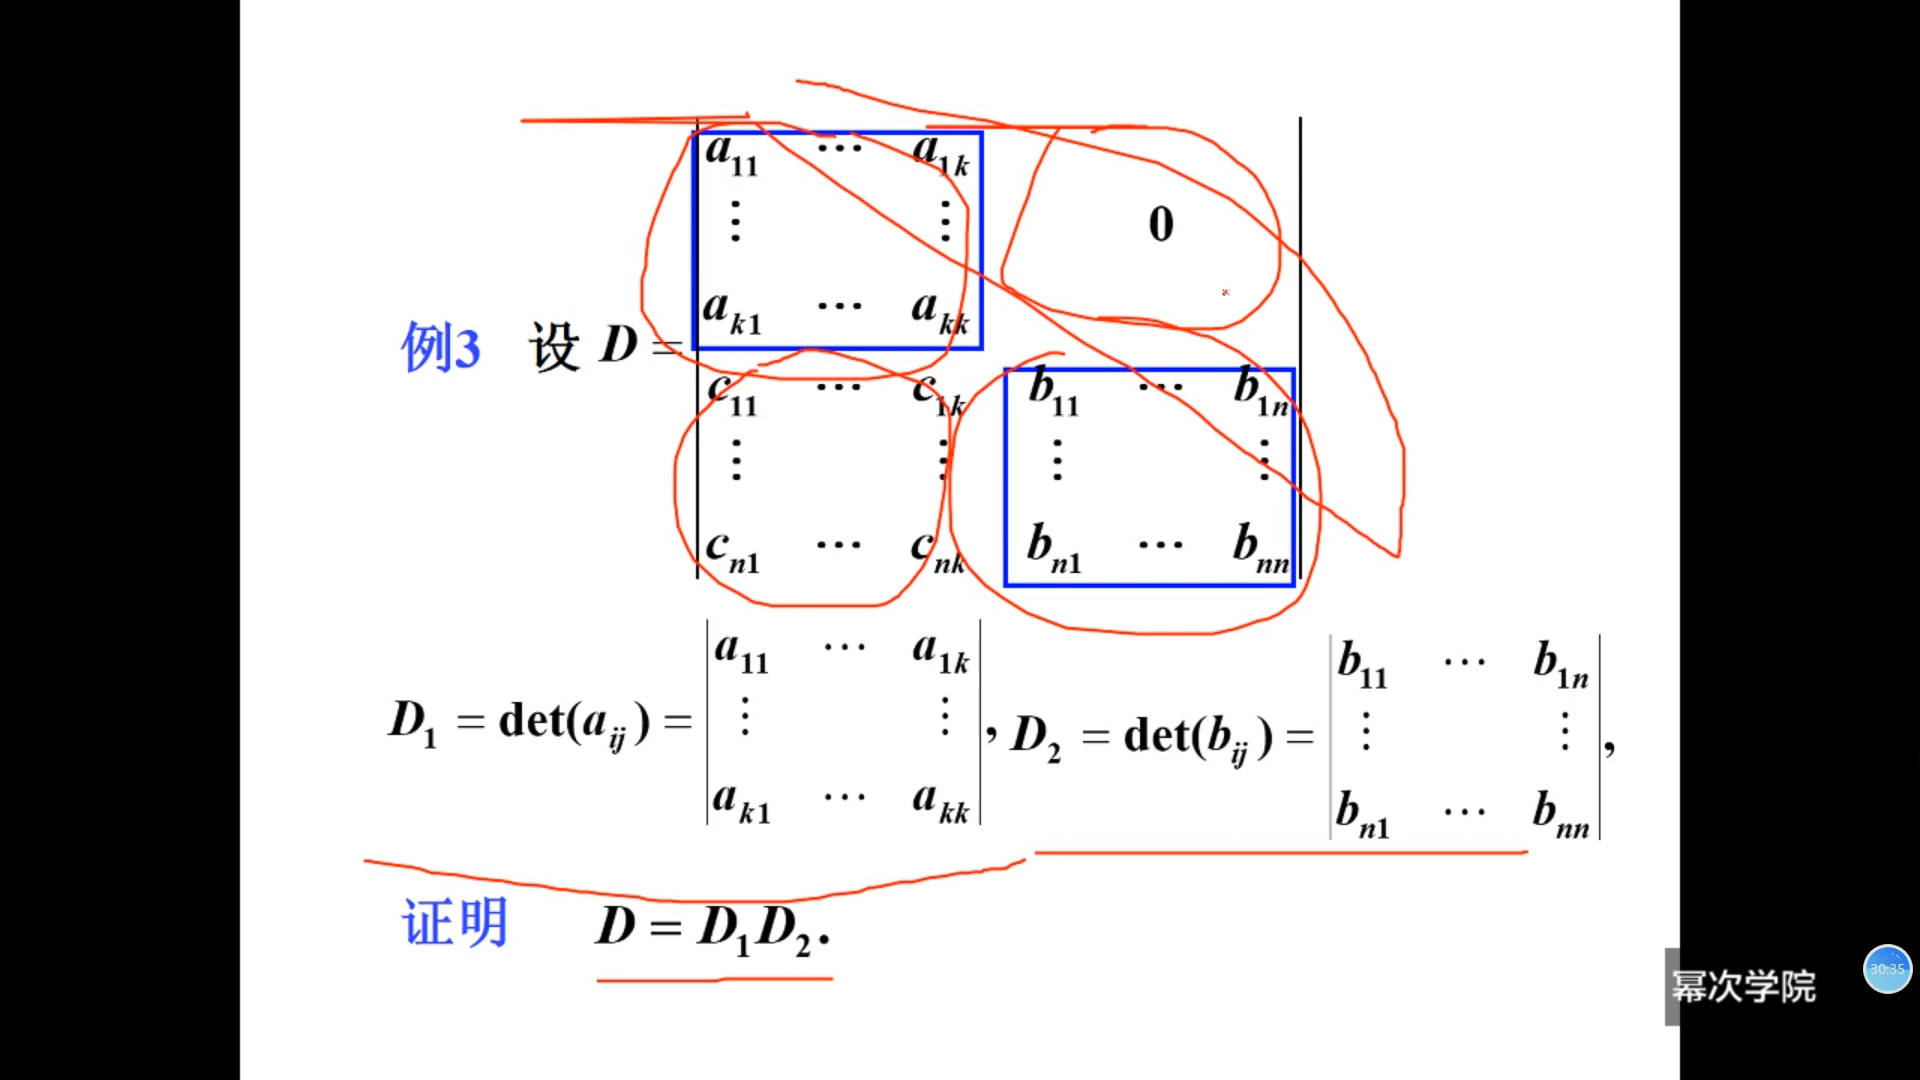 a11 ⋯ a1k
⋮ ⋮ 0
ak1 ⋯ akk
例3 设 D =
c11 ⋯ c1k b11 ⋯ b1n
⋮ ⋮ ⋮ ⋮
cn1 ⋯ cnk bn1 ⋯ bnn
a11 ⋯ a1k b11 ⋯ b1n
D1 = det(aij) = ⋮ ⋮ , D2 = det(bij) = ⋮ ⋮ ,
ak1 ⋯ akk bn1 ⋯ bnn
证明 D = D1D2.
幂次学院
30:35